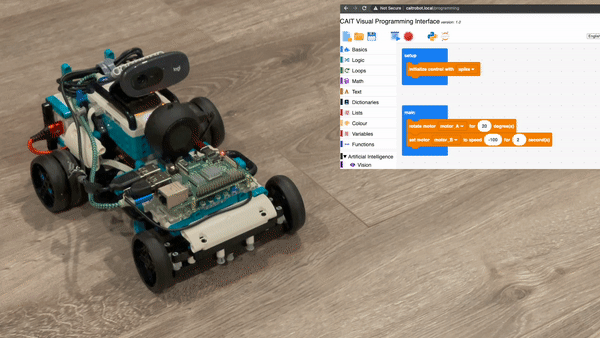 Not Secure | caitrobot.local/programming
CAIT Visual Programming Interface version: 1.0
English
Basics
Logic
Loops
Math
Text
Dictionaries
Lists
Colour
Variables
Functions
Artificial Intelligence
Vision
setup
initialize control with spike
main
rotate motor motor_A for 30 degree(s)
set motor motor_B to speed -100 for second(s)
logi